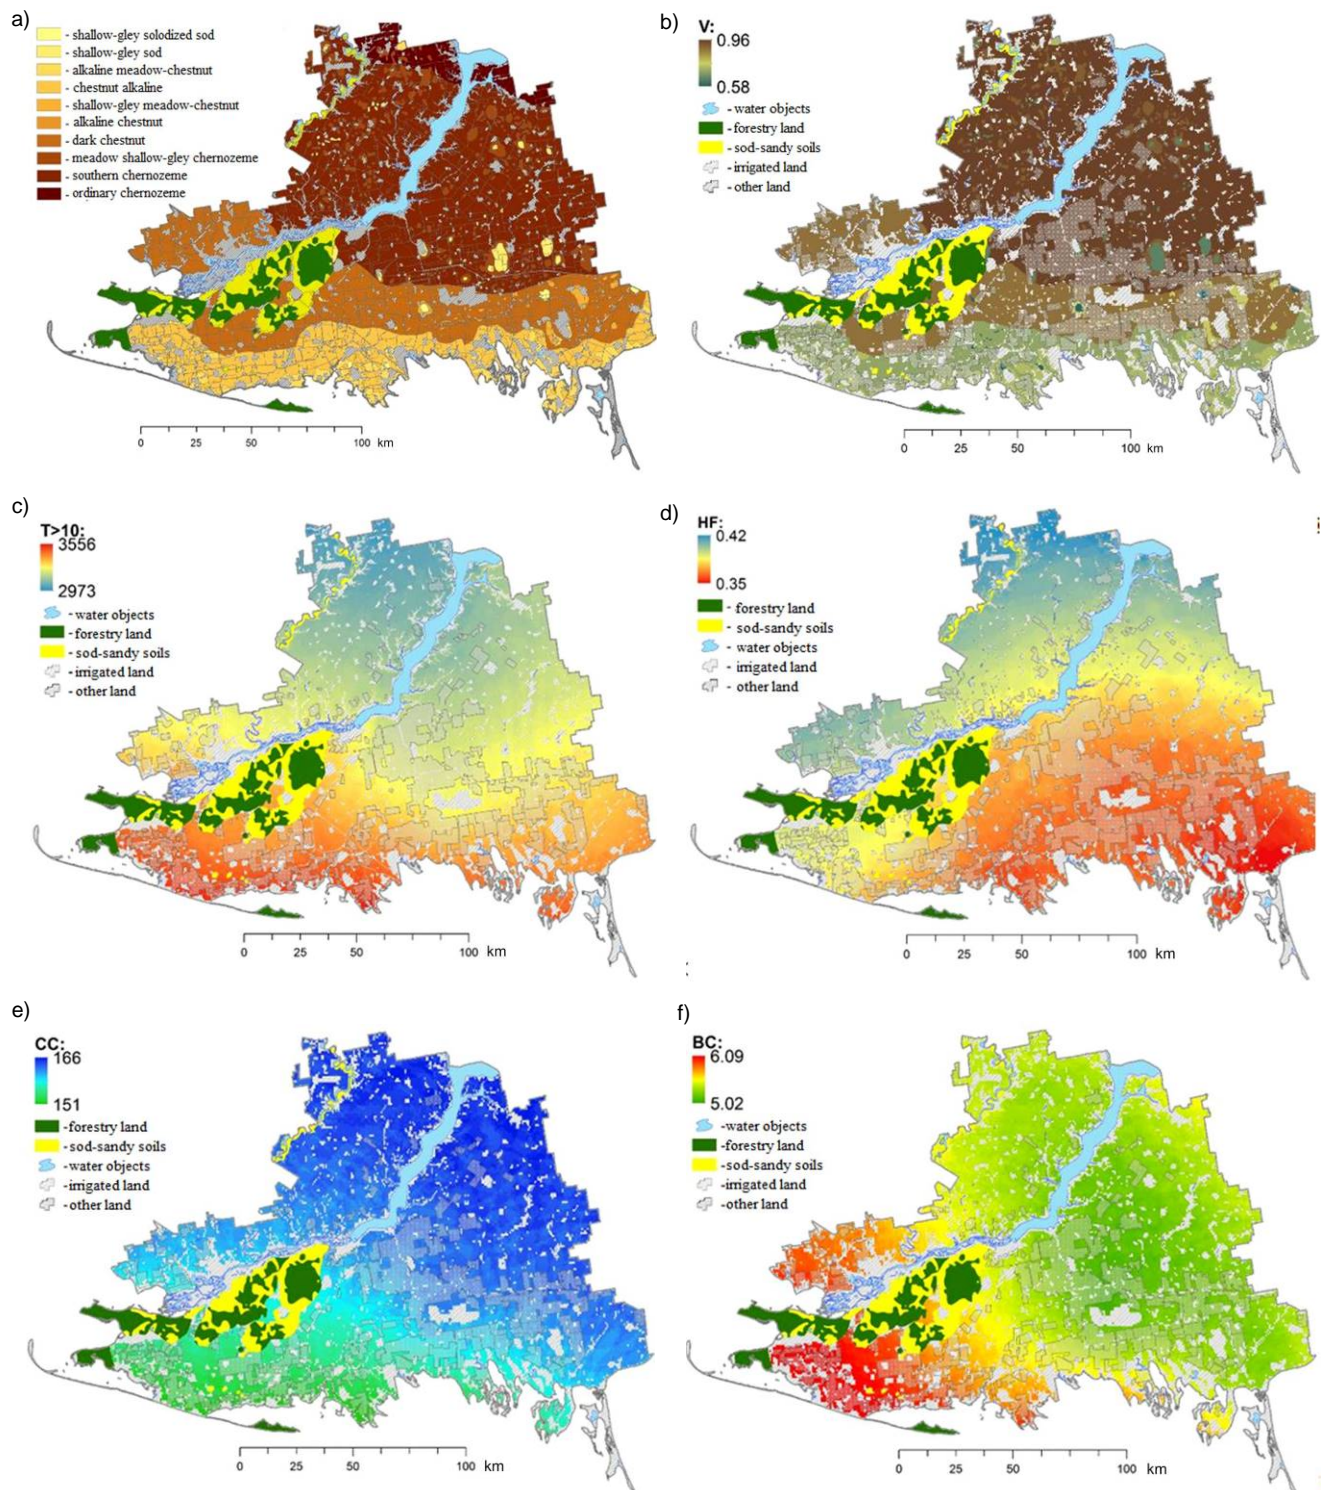 a)
- shallow-gley solodized sod
- shallow-gley sod
- alkaline meadow-chestnut
- chestnut alkaline
- shallow-gley meadow-chestnut
- alkaline chestnut
- dark chestnut
- meadow shallow-gley chernozeme
- southern chernozeme
- ordinary chernozeme
0 25 50 100 km
b)
V:
0.96
0.58
- water objects
- forestry land
- sod-sandy soils
- irrigated land
- other land
0 25 50 100 km
c)
T>10:
3556
2973
- water objects
- forestry land
- sod-sandy soils
- irrigated land
- other land
0 25 50 100 km
d)
HF:
0.42
0.35
- forestry land
- sod-sandy soils
- water objects
- irrigated land
- other land
0 25 50 100 km
e)
CC:
166
151
-forestry land
-sod-sandy soils
-water objects
-irrigated land
- other land
0 25 50 100 km
f)
BC:
6.09
5.02
-water objects
-forestry land
-sod-sandy soils
-irrigated land
-other land
0 25 50 100 km